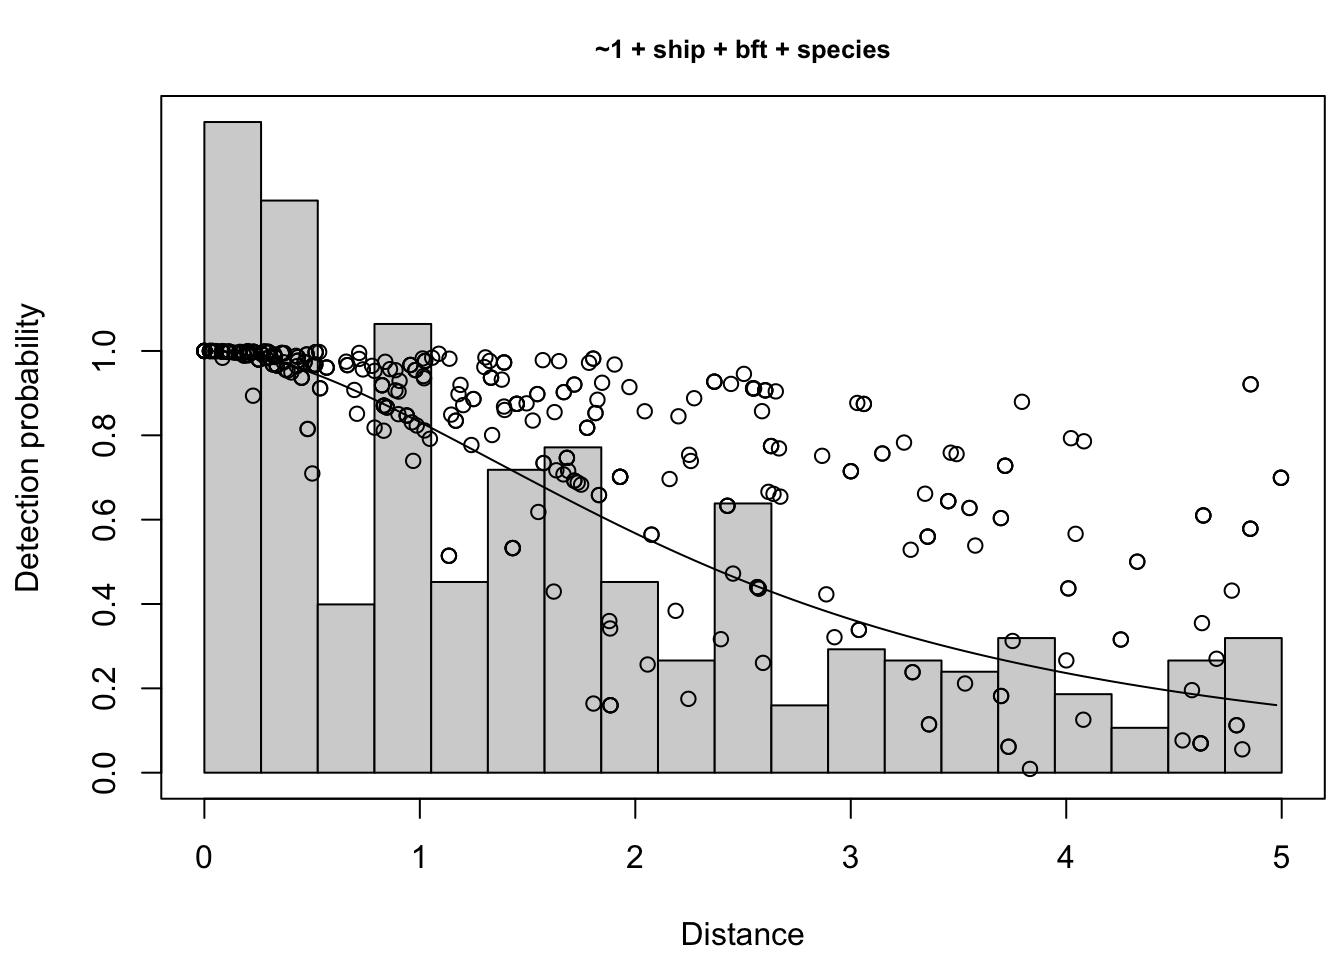 ~1 + ship + bft + species
Detection probability
1.0
0.8
0.6
0.4
0.2
0.0
0 1 2 3 4 5
Distance